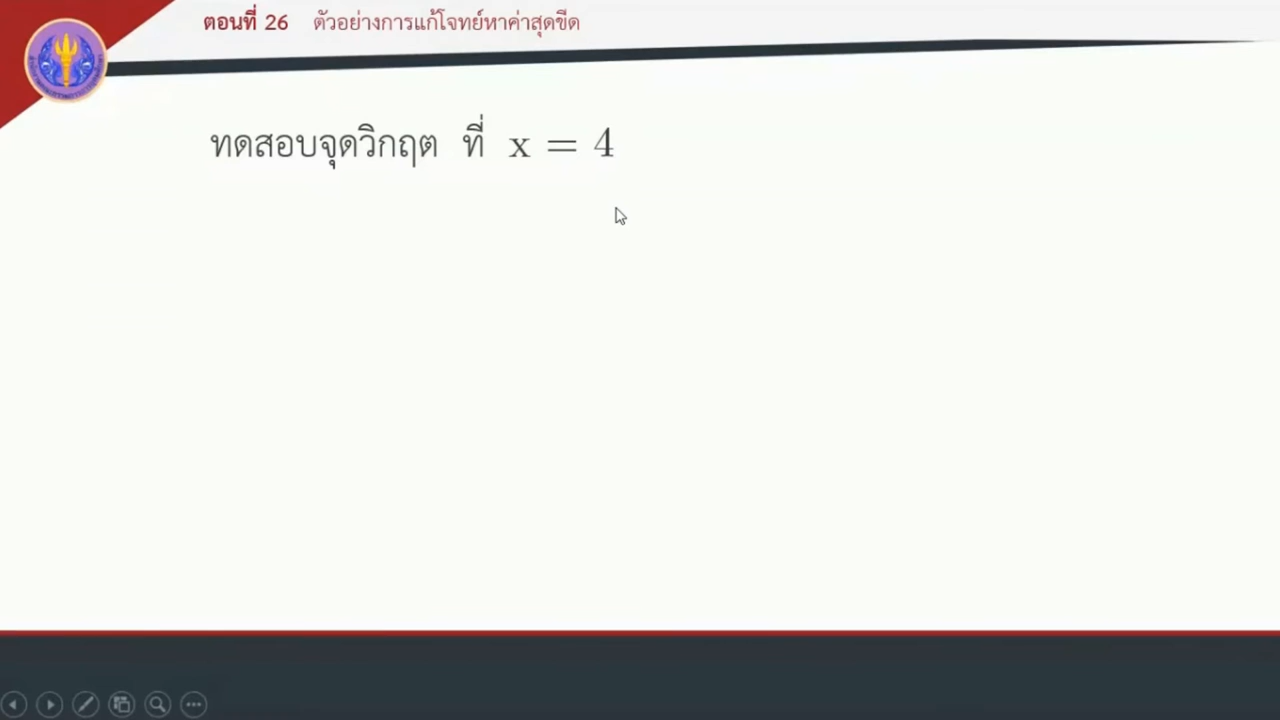 ตอนที่ 26 ตัวอย่างการแก้โจทย์หาค่าสุดขีด
ทดสอบจุดวิกฤต ที่ x = 4